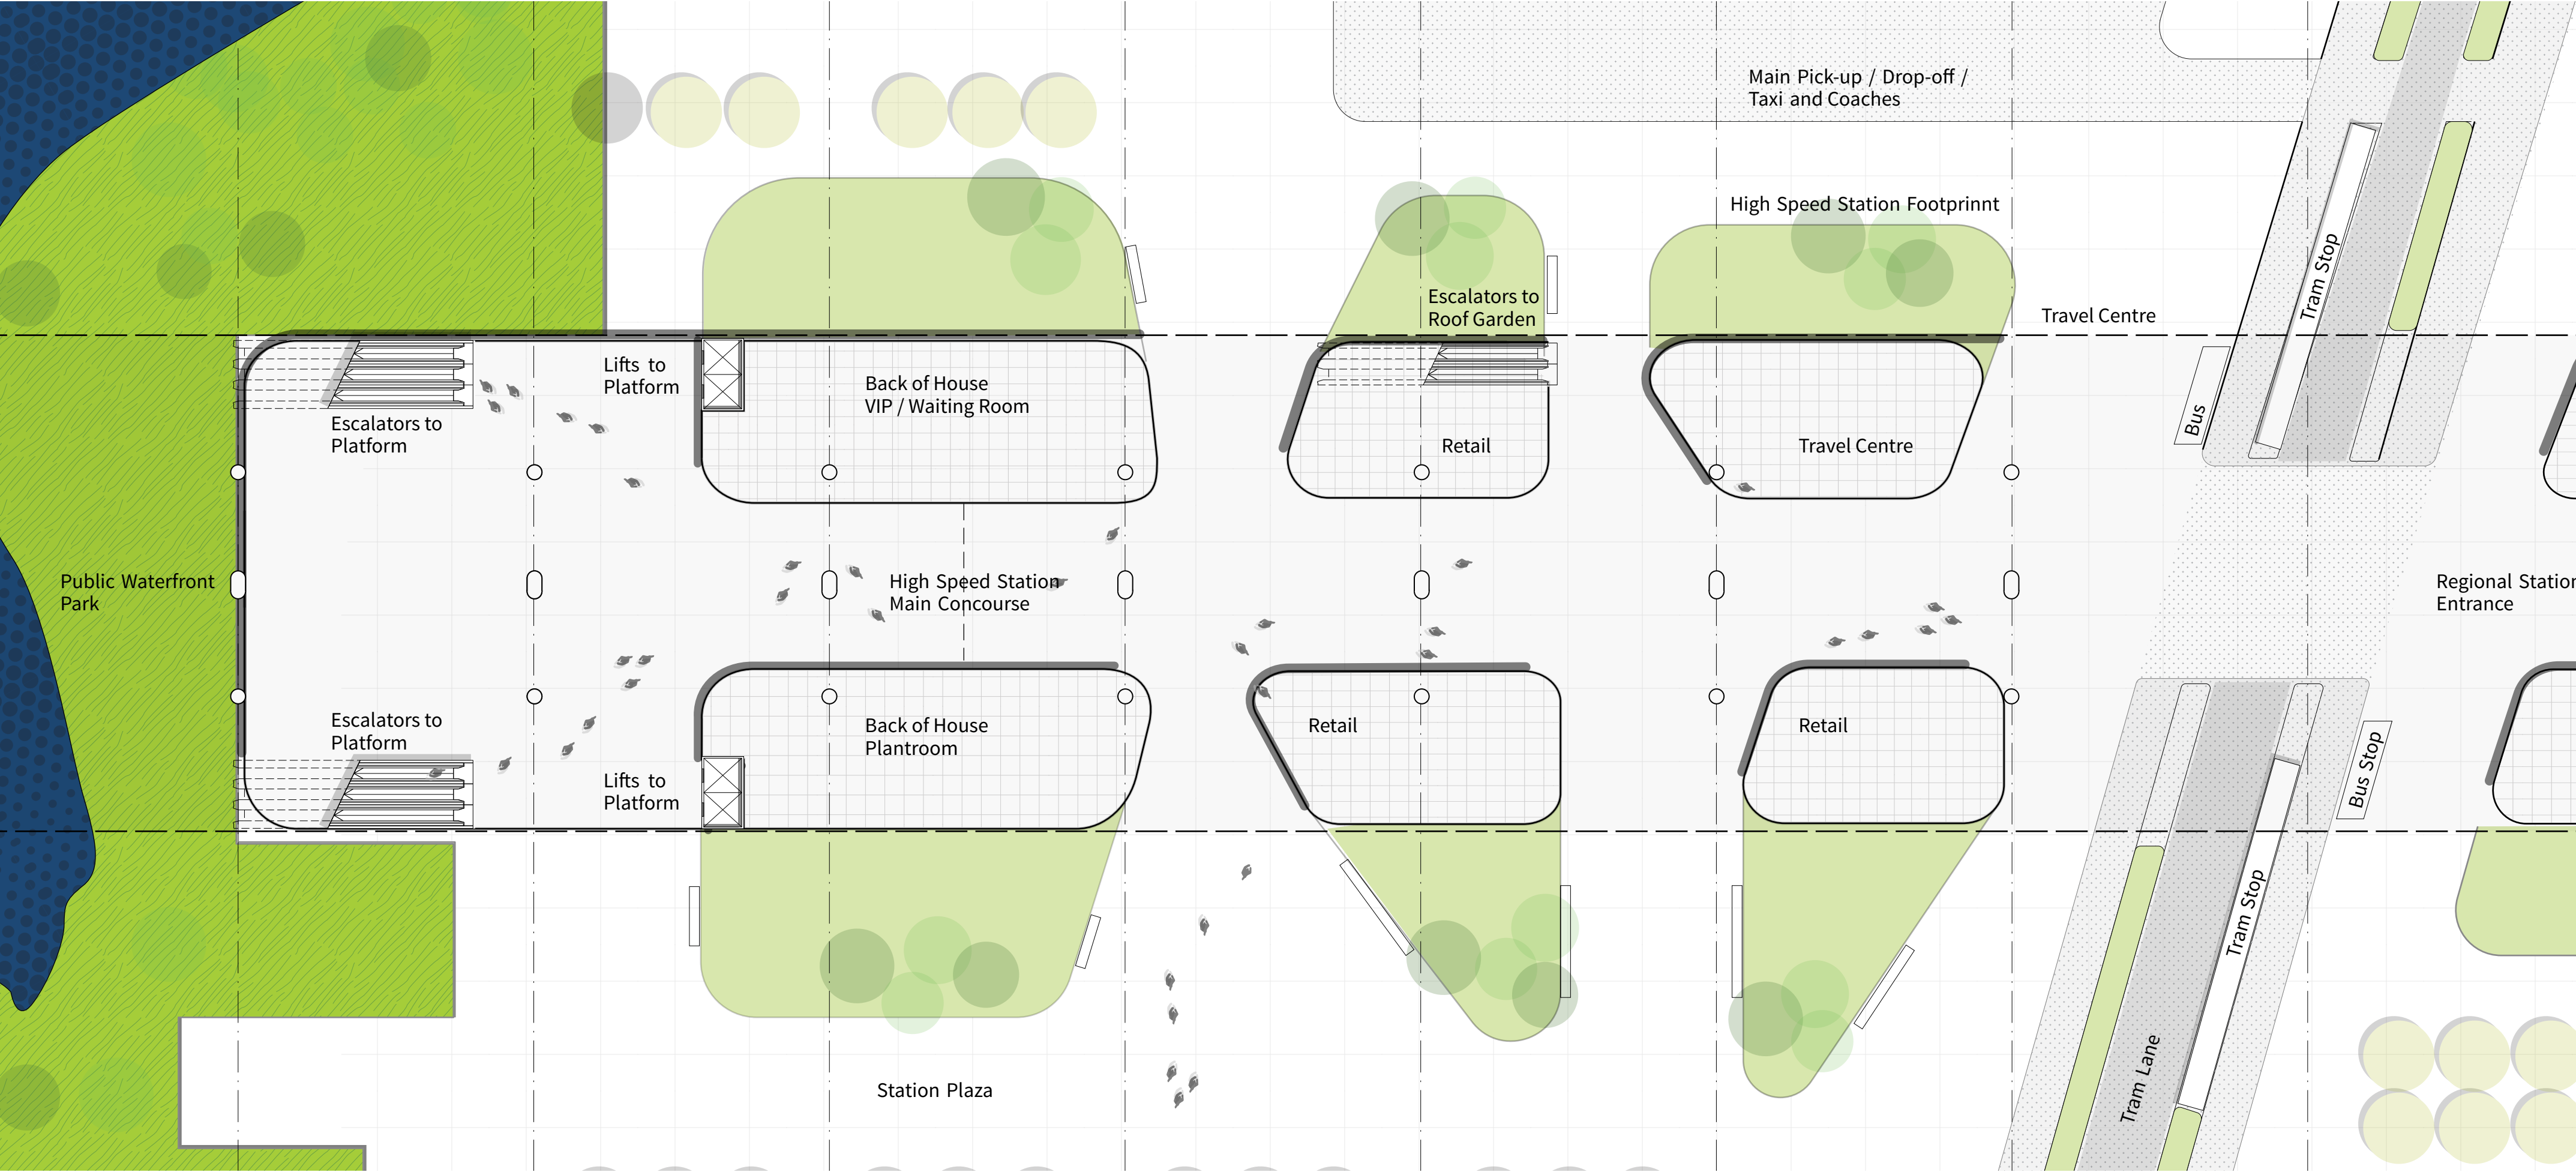 Main Pick-up / Drop-off /
Taxi and Coaches
High Speed Station Footprinnt
Escalators to
Roof Garden
Travel Centre
Tram Stop
Bus
Lifts to
Platform
Back of House
VIP / Waiting Room
Escalators to
Platform
Retail
Travel Centre
Public Waterfront
Park
High Speed Station
Main Concourse
Regional Station
Entrance
Escalators to
Platform
Lifts to
Platform
Back of House
Plantroom
Retail
Retail
Bus Stop
Tram Stop
Tram Lane
Station Plaza